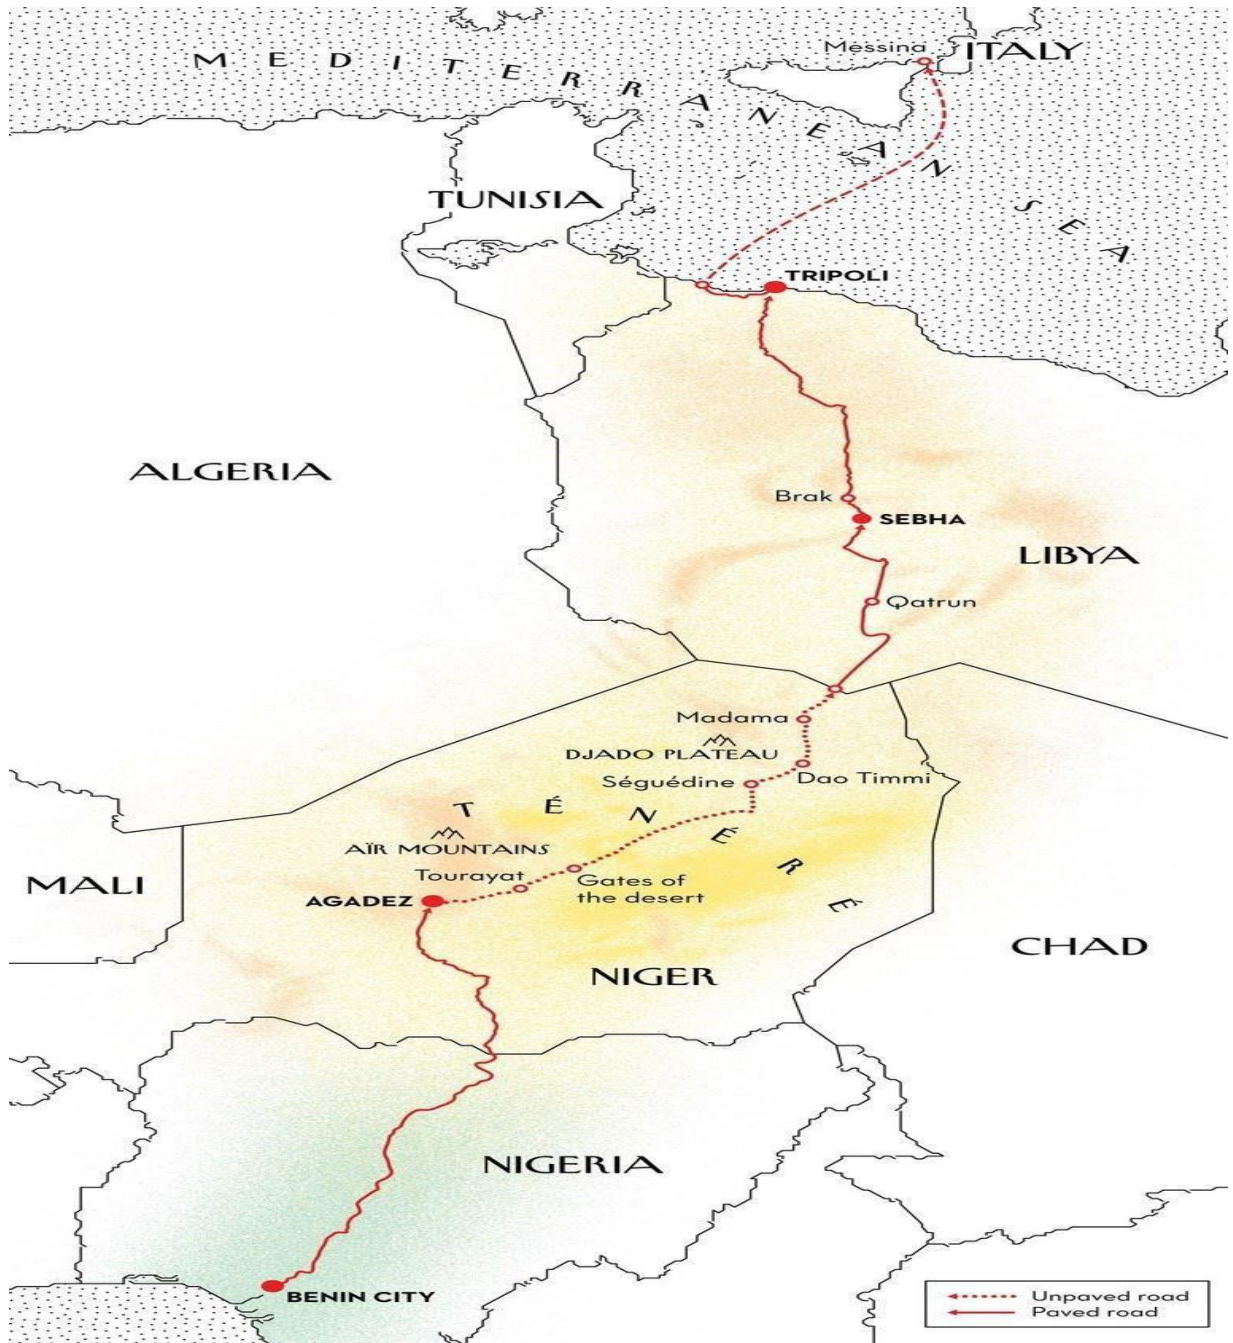 Messina
ITALY
MEDITERRANEAN SEA
TUNISIA
TRIPOLI
ALGERIA
Brak
SEBHA
LIBYA
Qatrun
Madama
DJADO PLATEAU
Séguédine
Dao Timmi
TÉNÉRÉ
AÏR MOUNTAINS
Tourayat
MALI
Gates of
the desert
AGADEZ
CHAD
NIGER
NIGERIA
BENIN CITY
Unpaved road
Paved road